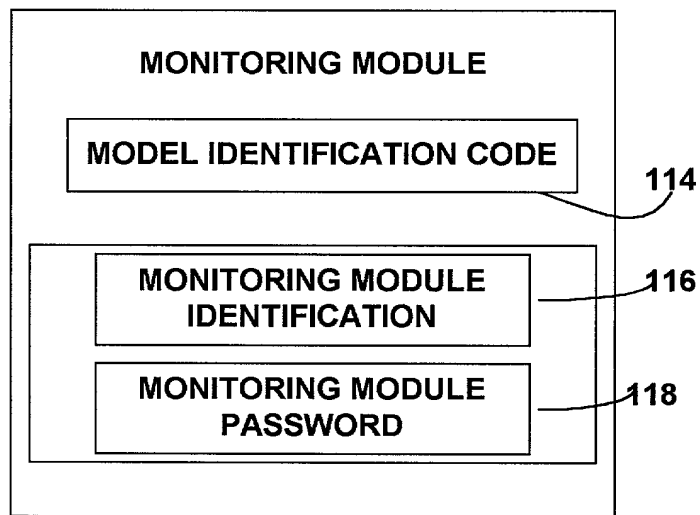 MONITORING MODULE
MODEL IDENTIFICATION CODE
114
MONITORING MODULE
IDENTIFICATION
116
MONITORING MODULE
PASSWORD
118